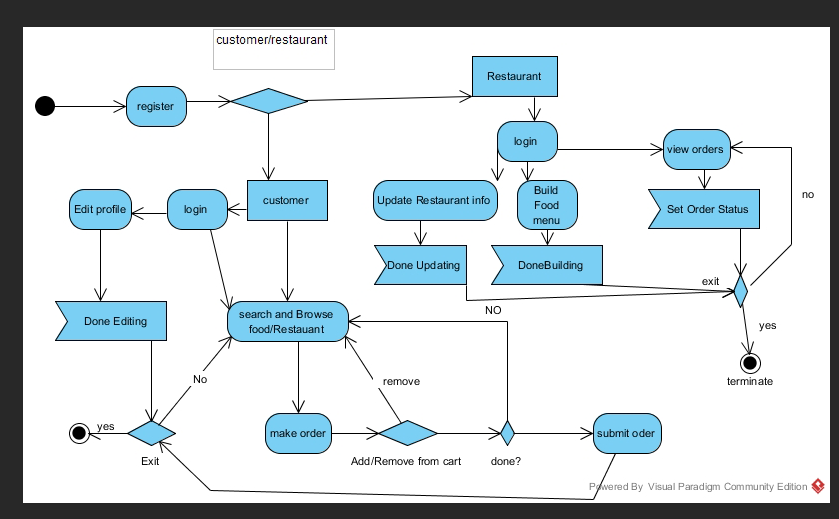 customer/restaurant
Restaurant
register
login
view orders
no
Edit profile
login
customer
Update Restaurant info
Build
Food
menu
Set Order Status
Done Updating
DoneBuilding
exit
NO
Done Editing
search and Browse
food/Restauant
yes
terminate
No
remove
yes
make order
submit oder
Exit
Add/Remove from cart
done?
Powered By Visual Paradigm Community Edition